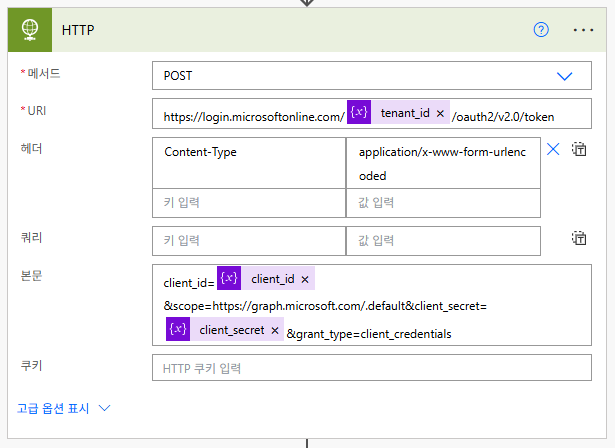 HTTP
* 메서드 POST
* URI https://login.microsoftonline.com/ {x} tenant_id × /oauth2/v2.0/token
헤더 Content-Type application/x-www-form-urlenc
oded
키 입력 값 입력
쿼리 키 입력 값 입력
본문 client_id= {x} client_id ×
&scope=https://graph.microsoft.com/.default&client_secret=
{x} client_secret × &grant_type=client_credentials
쿠키 HTTP 쿠키 입력
고급 옵션 표시